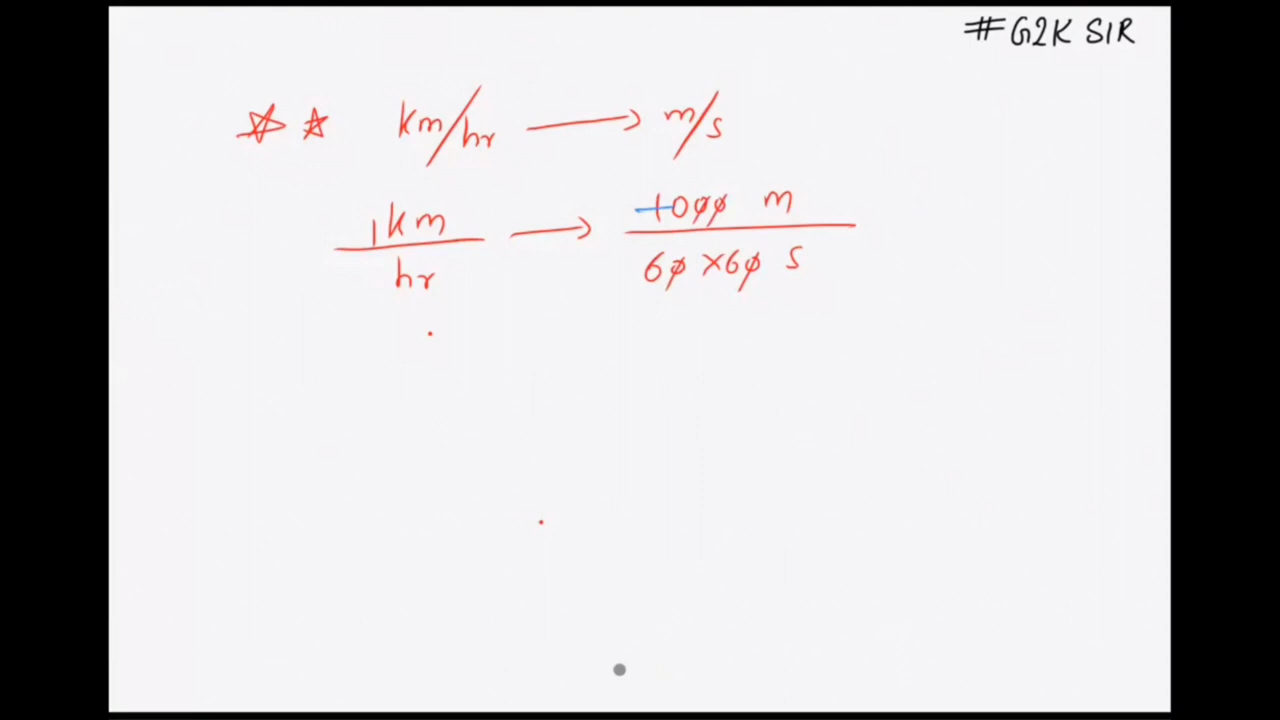 #G2K SIR
km/hr → m/s
1km/hr → 1000 m/60×60 s